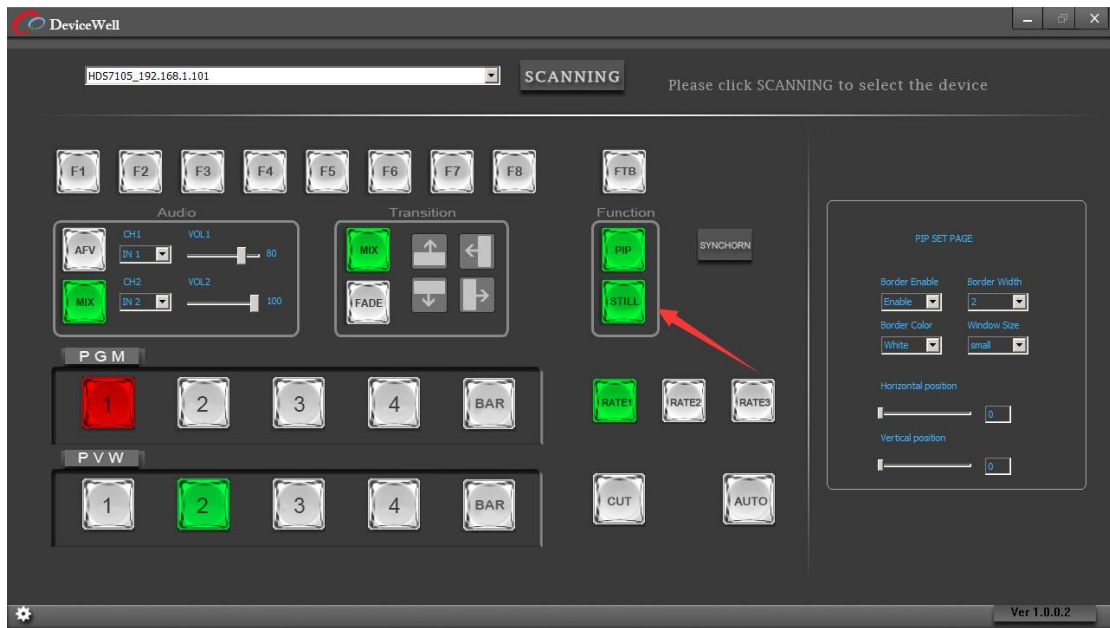 DeviceWell
HDS7105_192.168.1.101
SCANNING
Please click SCANNING to select the device
F1 F2 F3 F4 F5 F6 F7 F8 FTB
Audio
Transition
Function
AFV
CH1
VOL1
IN 1
80
MIX
CH2
VOL2
IN 2
100
MIX
FADE
PIP
STILL
SYNCHORN
PIP SET PAGE
Border Enable
Border Width
Enable
2
Border Color
Window Size
White
small
Horizontal position
0
Vertical position
0
PGM
1 2 3 4 BAR
RATE1 RATE2 RATE3
PVW
1 2 3 4 BAR
CUT AUTO
Ver 1.0.0.2